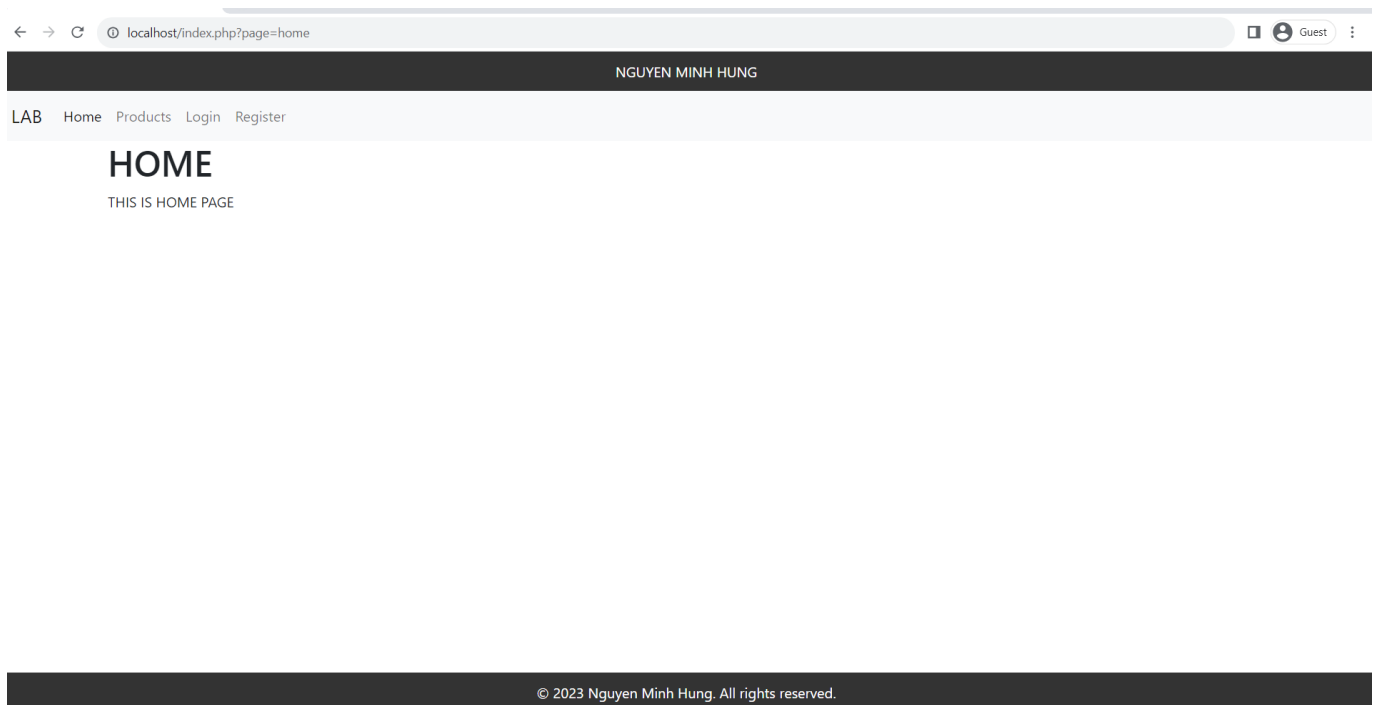 localhost/index.php?page=home
Guest
NGUYEN MINH HUNG
LAB Home Products Login Register
HOME
THIS IS HOME PAGE
© 2023 Nguyen Minh Hung. All rights reserved.